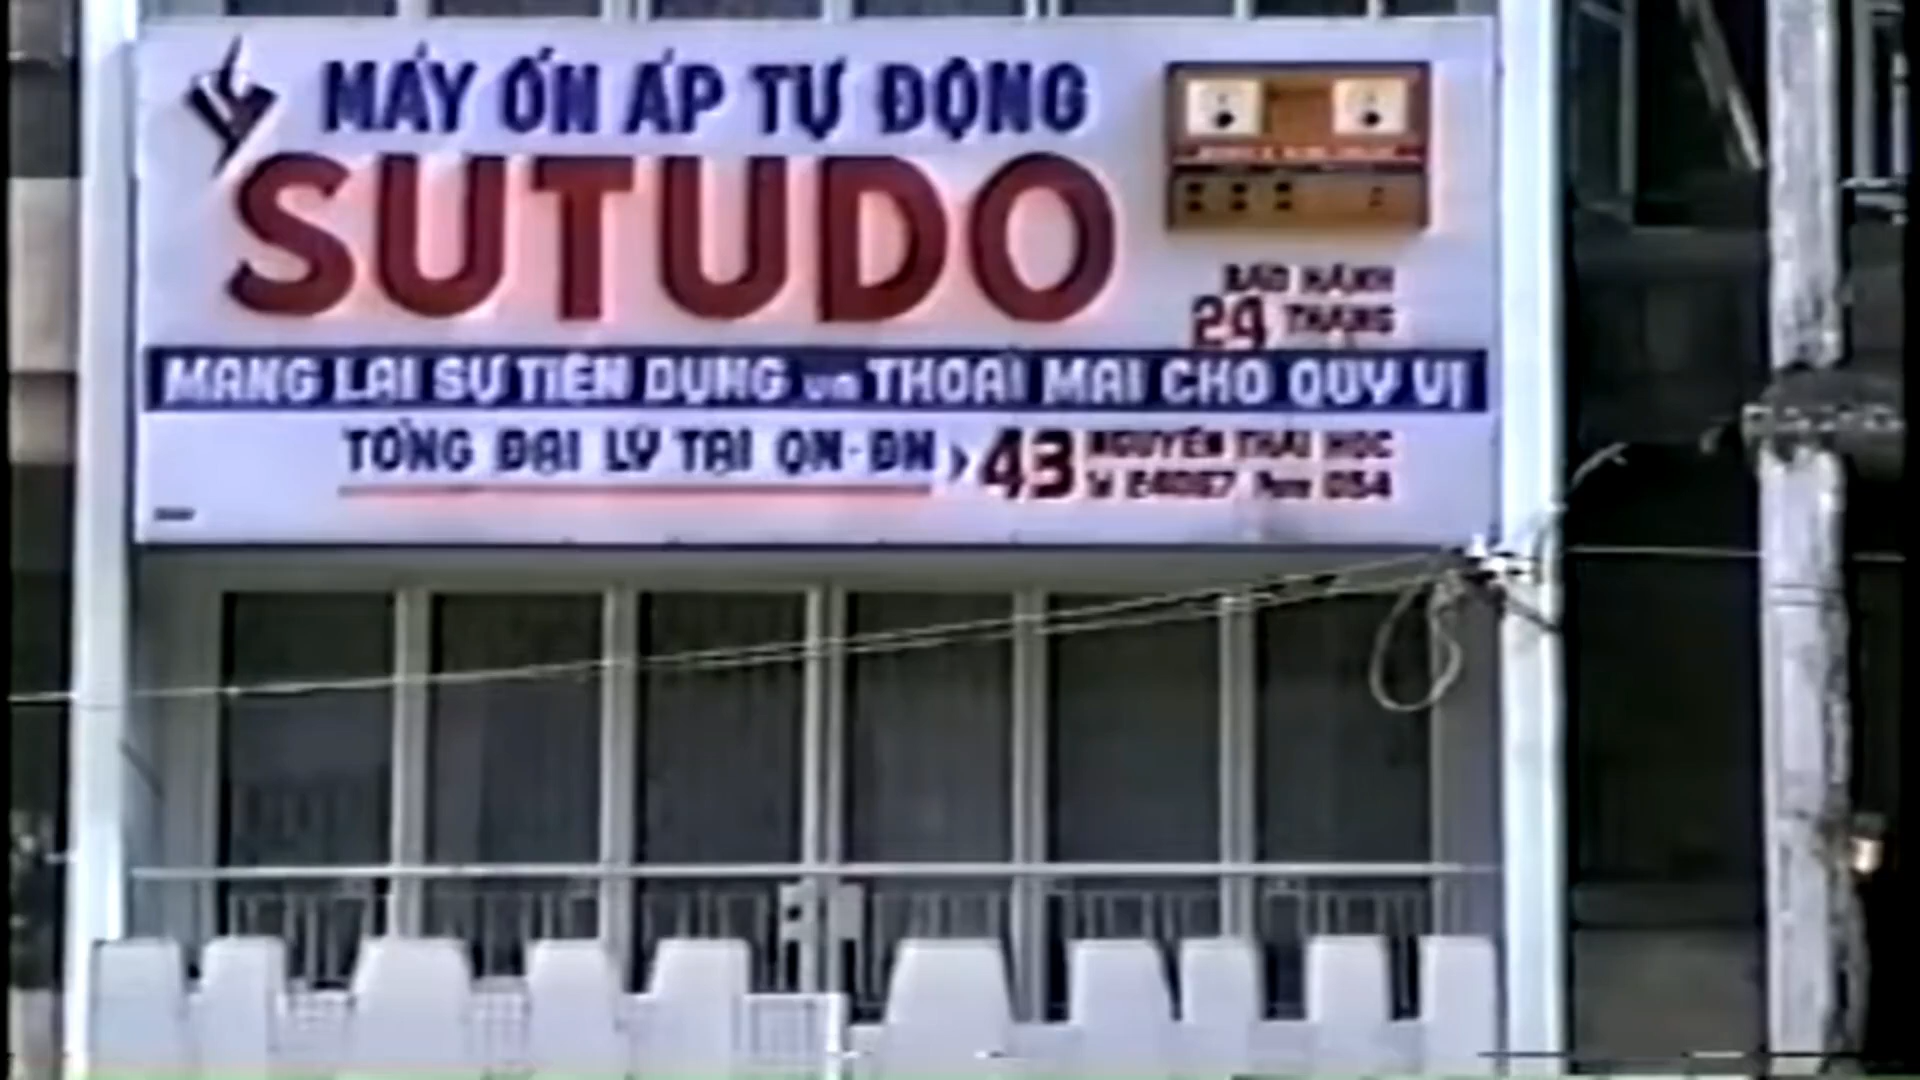 MÁY ỔN ÁP TỰ ĐỘNG
SUTUDO
BẢO HÀNH
24 THÁNG
MANG LẠI SỰ TIỆN DỤNG VÀ THOẢI MÁI CHO QUÝ VỊ
TỔNG ĐẠI LÝ TẠI QN-ĐN
43 NGUYỄN THÁI HỌC